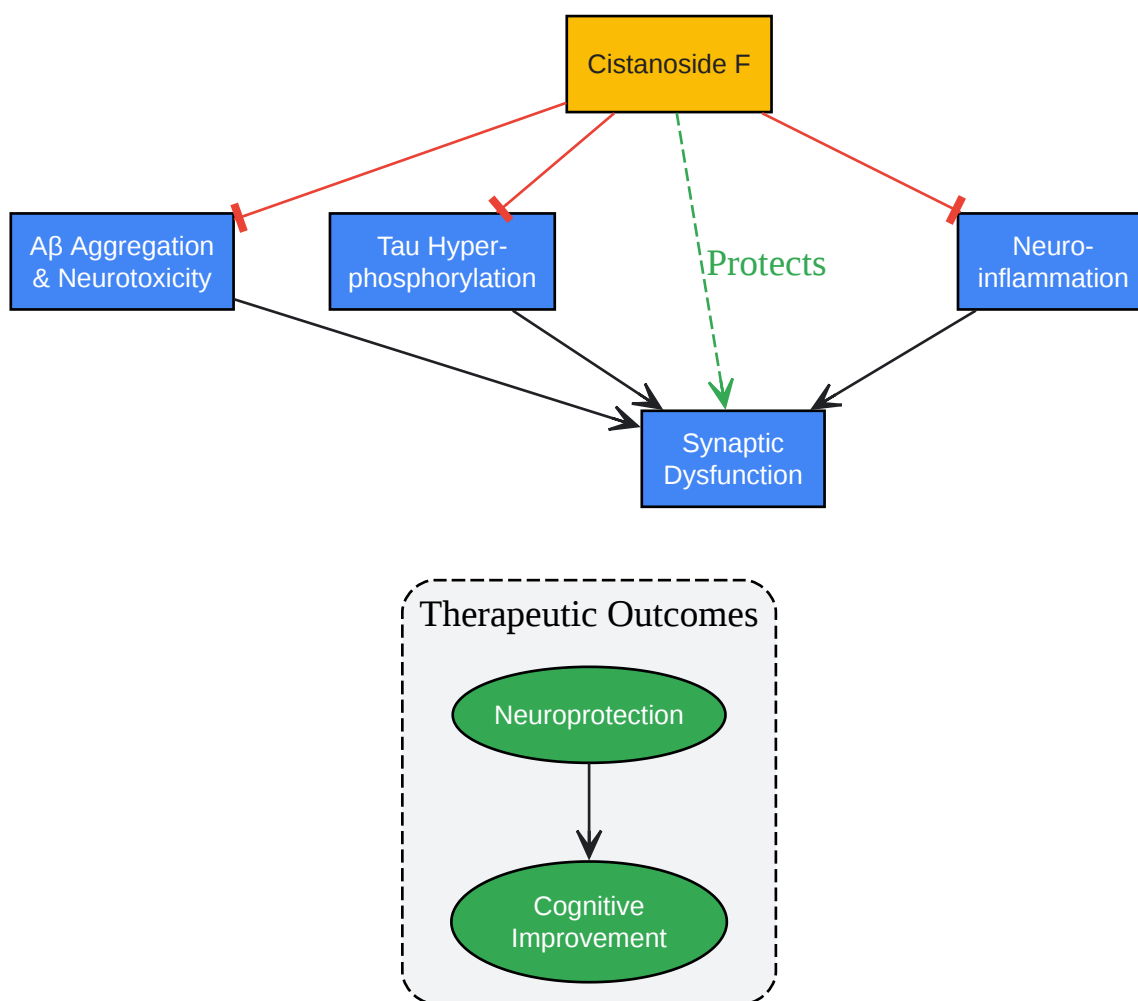 Cistanoside F
Aβ Aggregation
& Neurotoxicity
Tau Hyper-
phosphorylation
Neuro-
inflammation
Protects
Synaptic
Dysfunction
Therapeutic Outcomes
Neuroprotection
Cognitive
Improvement